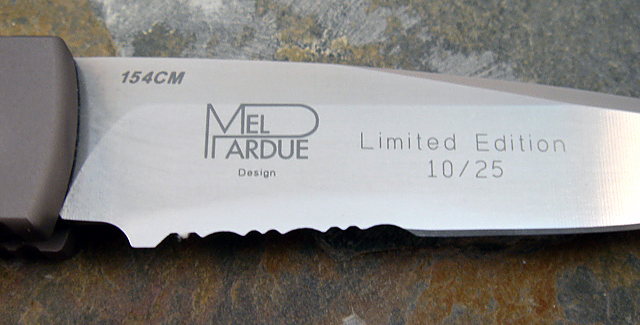 154CM
MEL
PARDUE
Design
Limited Edition
10/25